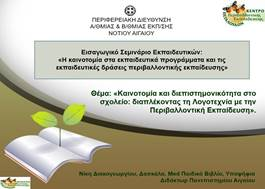 ΠΕΡΙΦΕΡΕΙΑΚΗ ΔΙΕΥΘΥΝΣΗ
Α/ΘΜΙΑΣ & Β/ΘΜΙΑΣ ΕΚΠ/ΣΗΣ
ΝΟΤΙΟΥ ΑΙΓΑΙΟΥ
ΚΕΝΤΡΟ
Εισαγωγικό Σεμινάριο Εκπαιδευτικών:
«Η καινοτομία στα εκπαιδευτικά προγράμματα και τις
εκπαιδευτικές δράσεις περιβαλλοντικής εκπαίδευσης»
Θέμα: «Καινοτομία και διεπιστημονικότητα στο
σχολείο: διαπλέκοντας τη Λογοτεχνία με την
Περιβαλλοντική Εκπαίδευση».
Νίκη Διακογεωργίου, Δασκάλα, Med Παιδικό Βιβλίο, Υποψήφια
Διδάκτωρ Πανεπιστημίου Αιγαίου